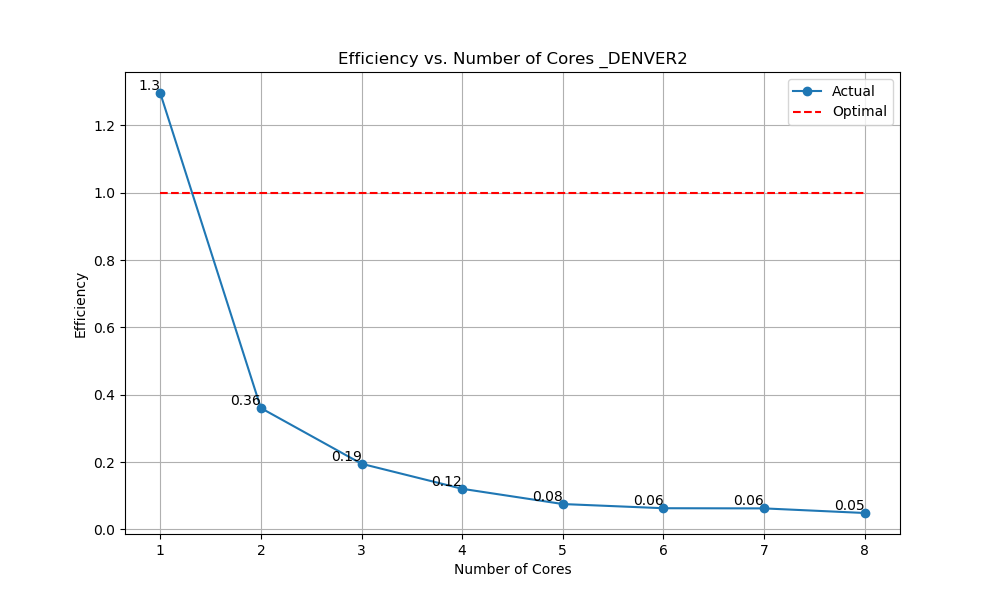 Efficiency vs. Number of Cores _DENVER2
Actual
Optimal
1.3
0.36
0.19
0.12
0.08
0.06
0.06
0.05
1.2
1.0
0.8
0.6
0.4
0.2
0.0
Efficiency
1 2 3 4 5 6 7 8
Number of Cores